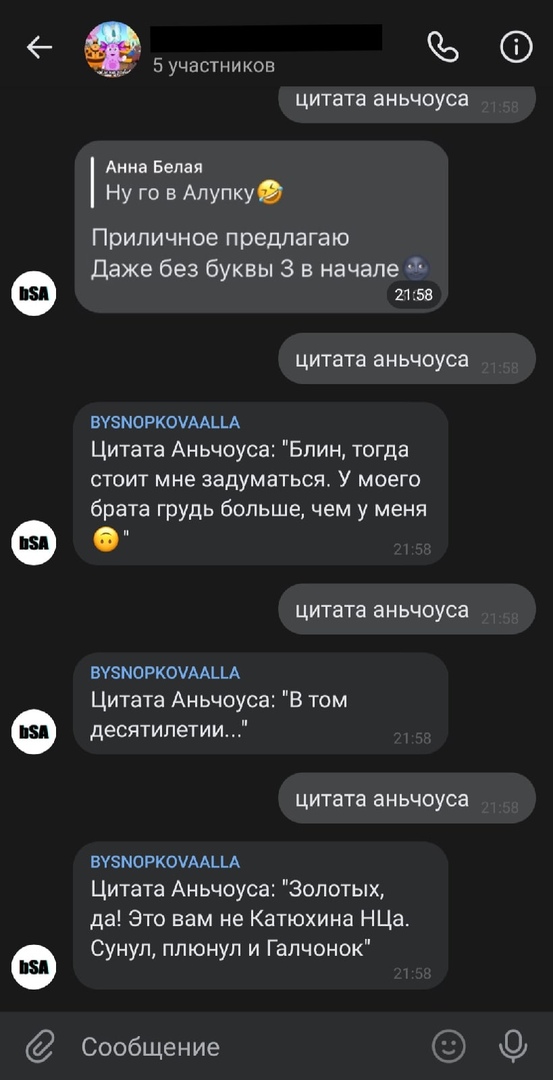 5 участников
цитата аньчоуса 21:58
Анна Белая
Ну го в Алупку🤣
Приличное предлагаю
Даже без буквы З в начале🌚
21:58
bSA
цитата аньчоуса 21:58
BYSNOPKOVAALLA
Цитата Аньчоуса: "Блин, тогда
стоит мне задуматься. У моего
брата грудь больше, чем у меня
🙃"
21:58
bSA
цитата аньчоуса 21:58
BYSNOPKOVAALLA
Цитата Аньчоуса: "В том
десятилетии..."
21:58
bSA
цитата аньчоуса 21:58
BYSNOPKOVAALLA
Цитата Аньчоуса: "Золотых,
да! Это вам не Катюхина НЦа.
Сунул, плюнул и Галчонок"
21:58
bSA
Сообщение